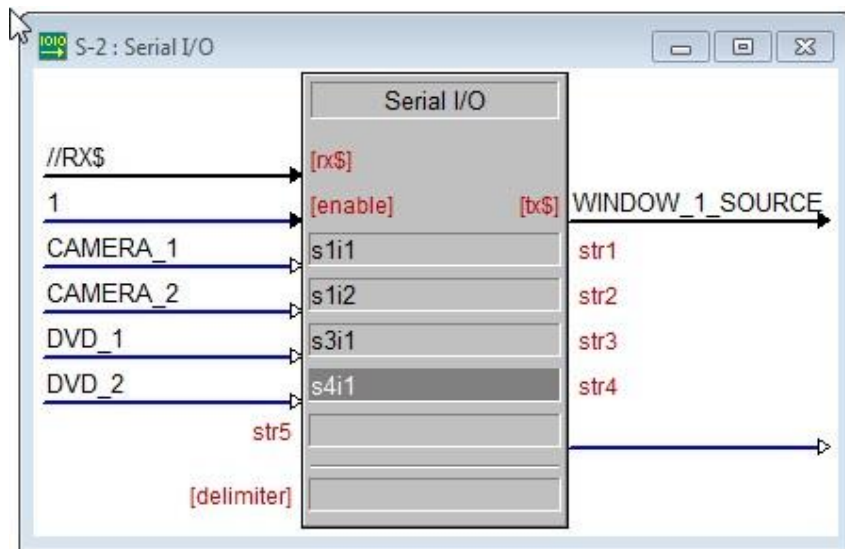 S-2 : Serial I/O
Serial I/O
//RX$ [rx$]
1 [enable] [tx$] WINDOW_1_SOURCE
CAMERA_1 s1i1 str1
CAMERA_2 s1i2 str2
DVD_1 s3i1 str3
DVD_2 s4i1 str4
str5
[delimiter]